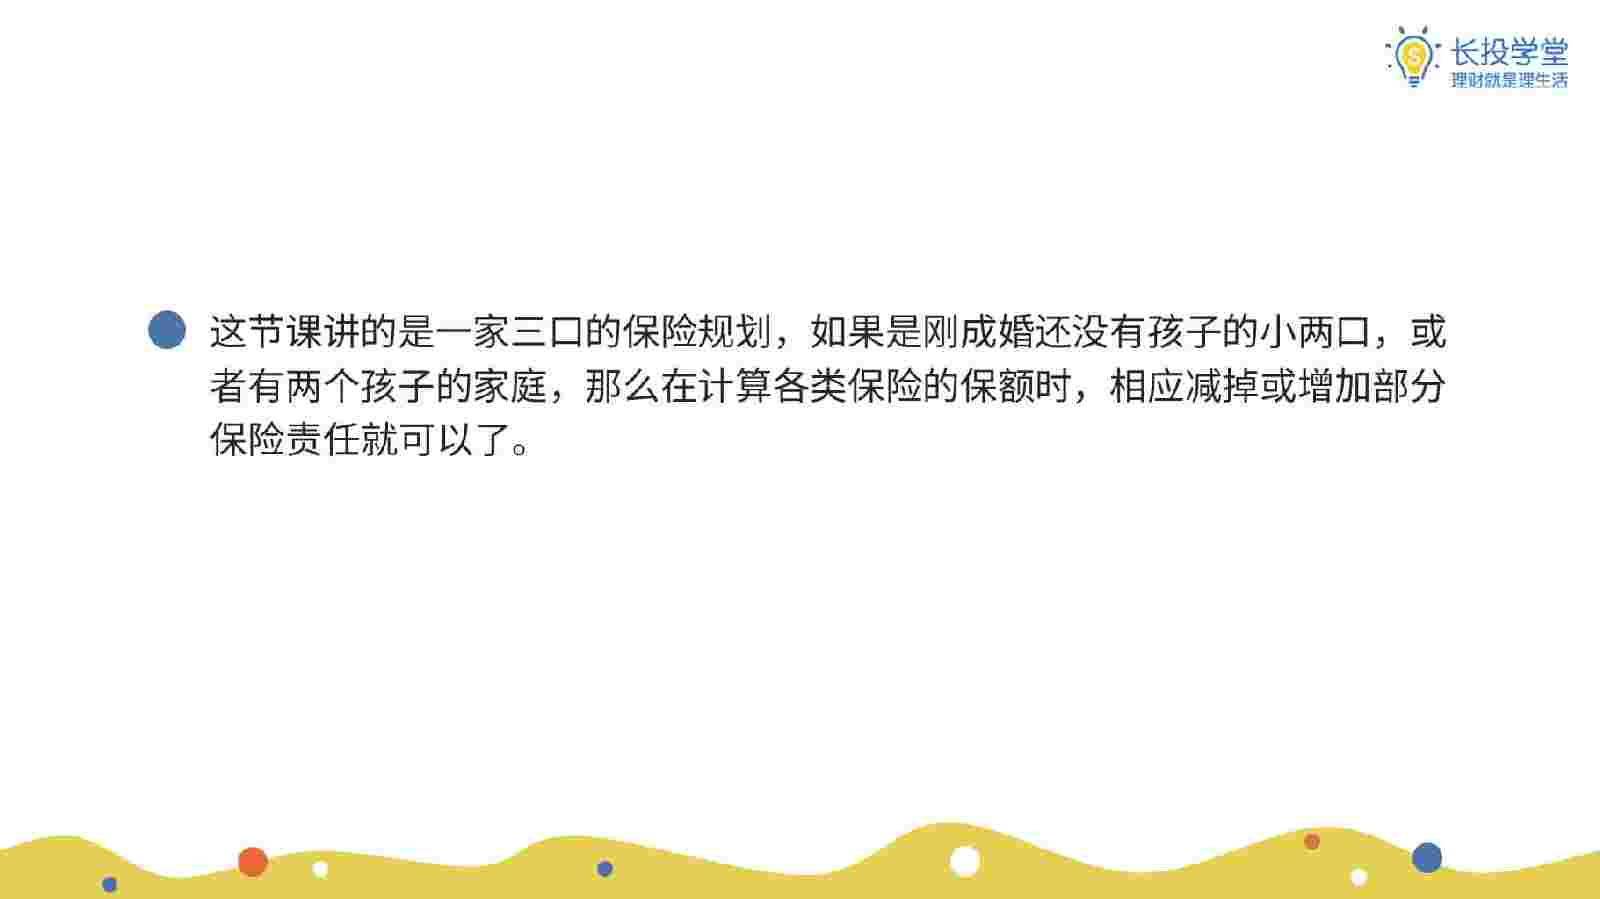 长投学堂
理财就是理生活
这节课讲的是一家三口的保险规划，如果是刚成婚还没有孩子的小两口，或
者有两个孩子的家庭，那么在计算各类保险的保额时，相应减掉或增加部分
保险责任就可以了。